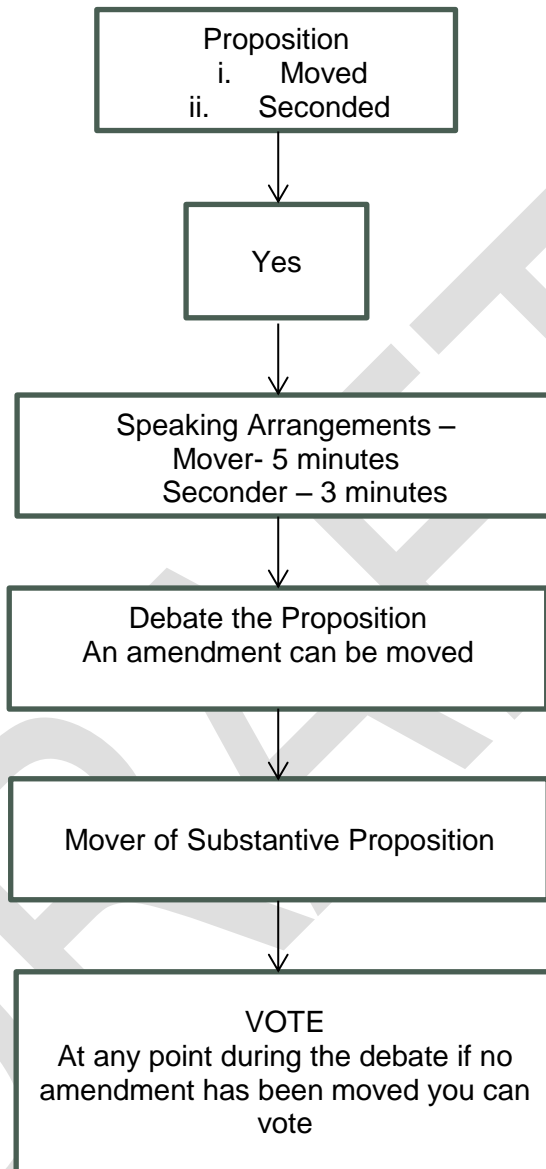 Proposition
i. Moved
ii. Seconded
Yes
Speaking Arrangements –
Mover- 5 minutes
Seconder – 3 minutes
Debate the Proposition
An amendment can be moved
Mover of Substantive Proposition
VOTE
At any point during the debate if no
amendment has been moved you can
vote